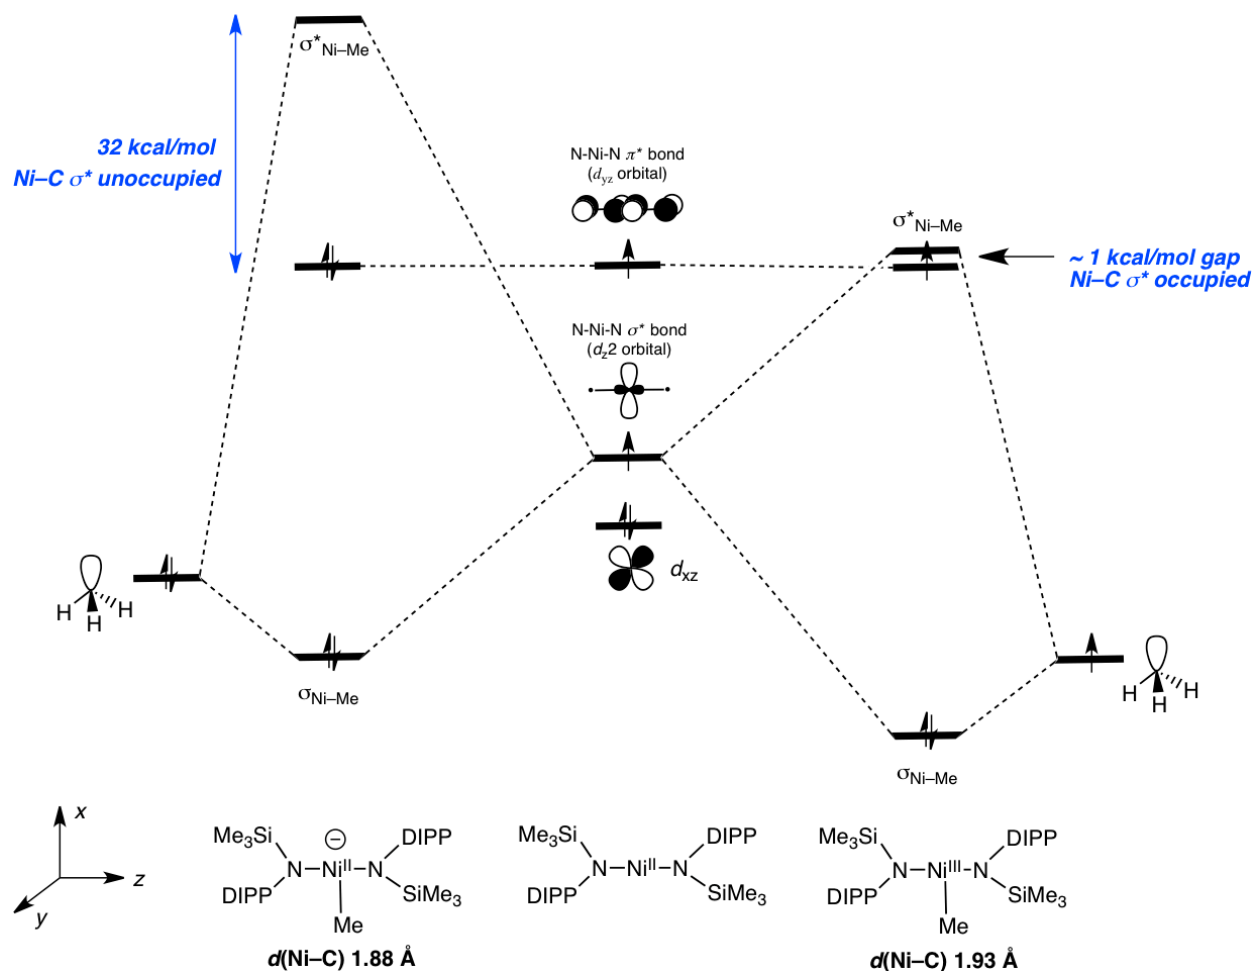 σ*Ni–Me
32 kcal/mol
Ni–C σ* unoccupied
N-Ni-N π* bond
(dyz orbital)
σ*Ni–Me
~ 1 kcal/mol gap
Ni–C σ* occupied
N-Ni-N σ* bond
(dz2 orbital)
dxz
H
H
H
H
H
H
σNi–Me
σNi–Me
x
z
y
Me3Si
DIPP
N
NiII
N
DIPP
SiMe3
Me
d(Ni–C) 1.88 Å
Me3Si
DIPP
N
NiII
N
DIPP
SiMe3
Me3Si
DIPP
N
NiIII
N
DIPP
SiMe3
Me
d(Ni–C) 1.93 Å